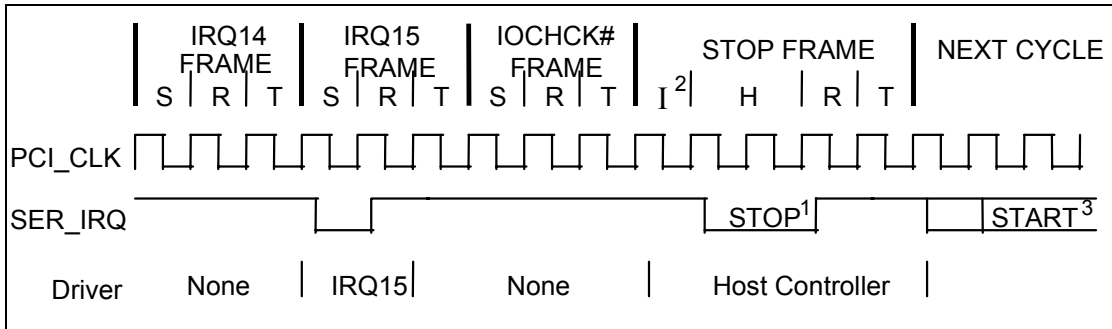 IRQ14 IRQ15 IOCHCK#
FRAME FRAME FRAME STOP FRAME NEXT CYCLE
S R T S R T S R T I 2 H R T
PCI_CLK
SER_IRQ STOP1 START3
Driver None IRQ15 None Host Controller